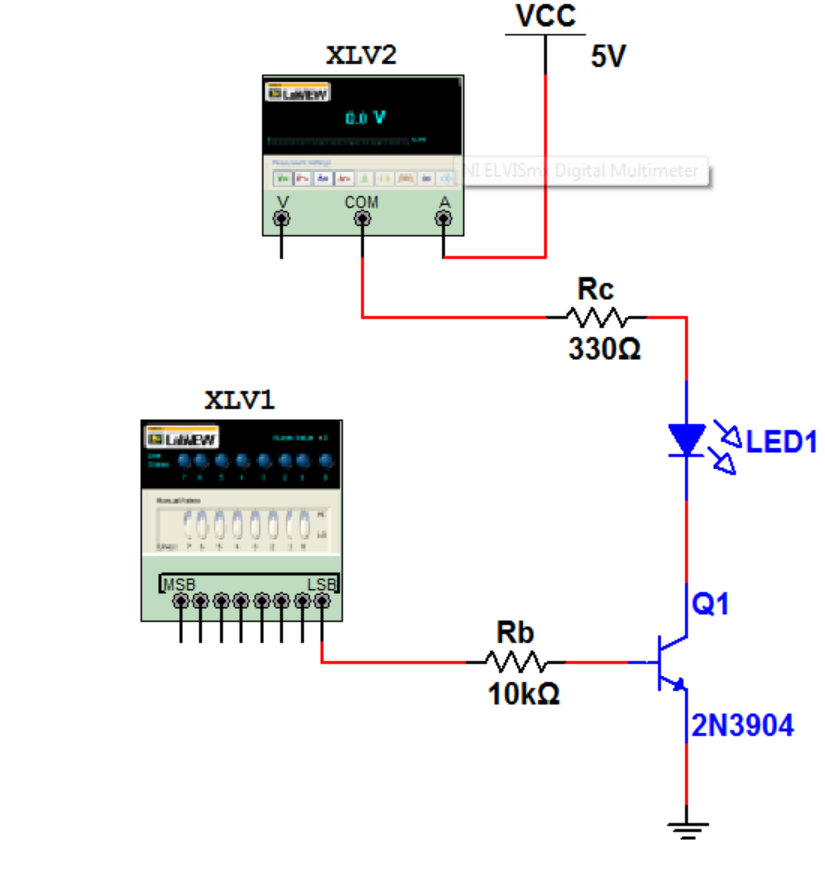 VCC
5V
XLV2
LabVIEW
0.0 V
NI ELVISmx Digital Multimeter
V COM A
Rc
330Ω
XLV1
LabVIEW
LED1
MSB LSB
Q1
Rb
10kΩ
2N3904